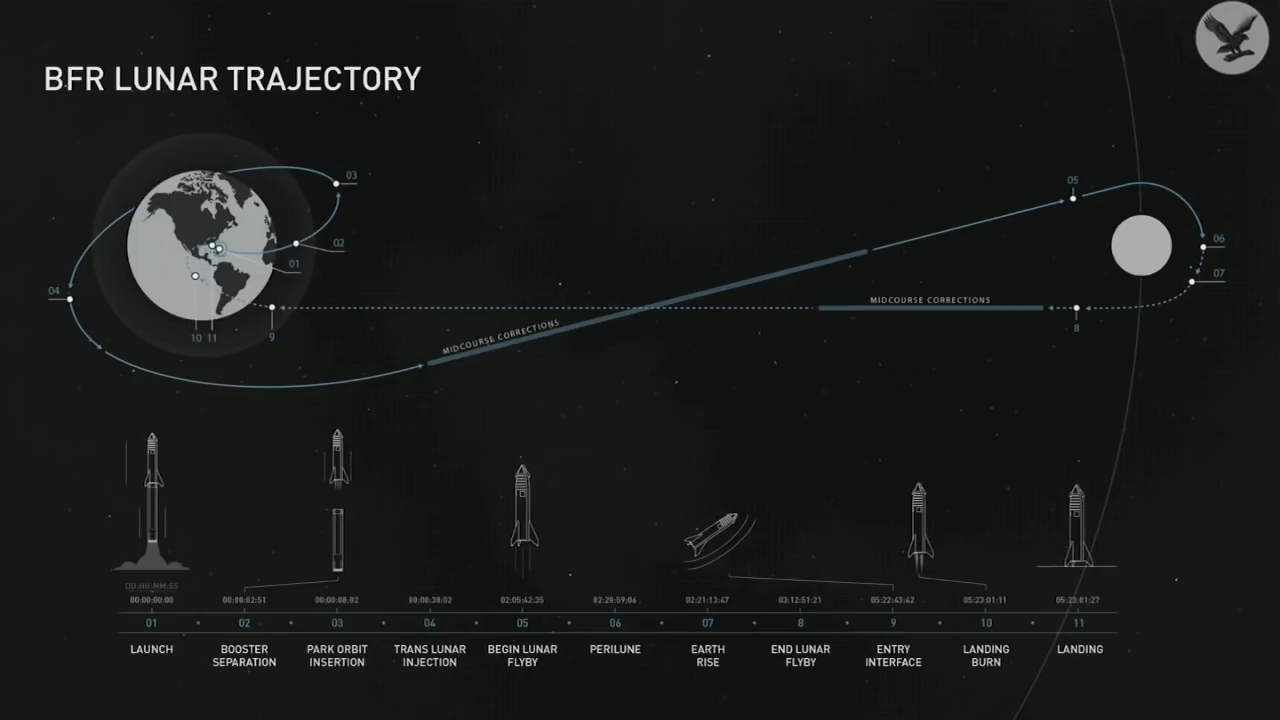 BFR LUNAR TRAJECTORY
03
02
01
04
10 11
9
MIDCOURSE CORRECTIONS
MIDCOURSE CORRECTIONS
05
06
07
8
00:HH:MM:SS
00:00:00:00 00:00:02:51 00:00:08:02 00:00:38:02 02:05:42:35 02:20:59:06 02:21:13:47 03:12:51:21 05:22:43:42 05:23:01:11 05:23:01:27
01 02 03 04 05 06 07 8 9 10 11
LAUNCH
BOOSTER
SEPARATION
PARK ORBIT
INSERTION
TRANS LUNAR
INJECTION
BEGIN LUNAR
FLYBY
PERILUNE
EARTH
RISE
END LUNAR
FLYBY
ENTRY
INTERFACE
LANDING
BURN
LANDING